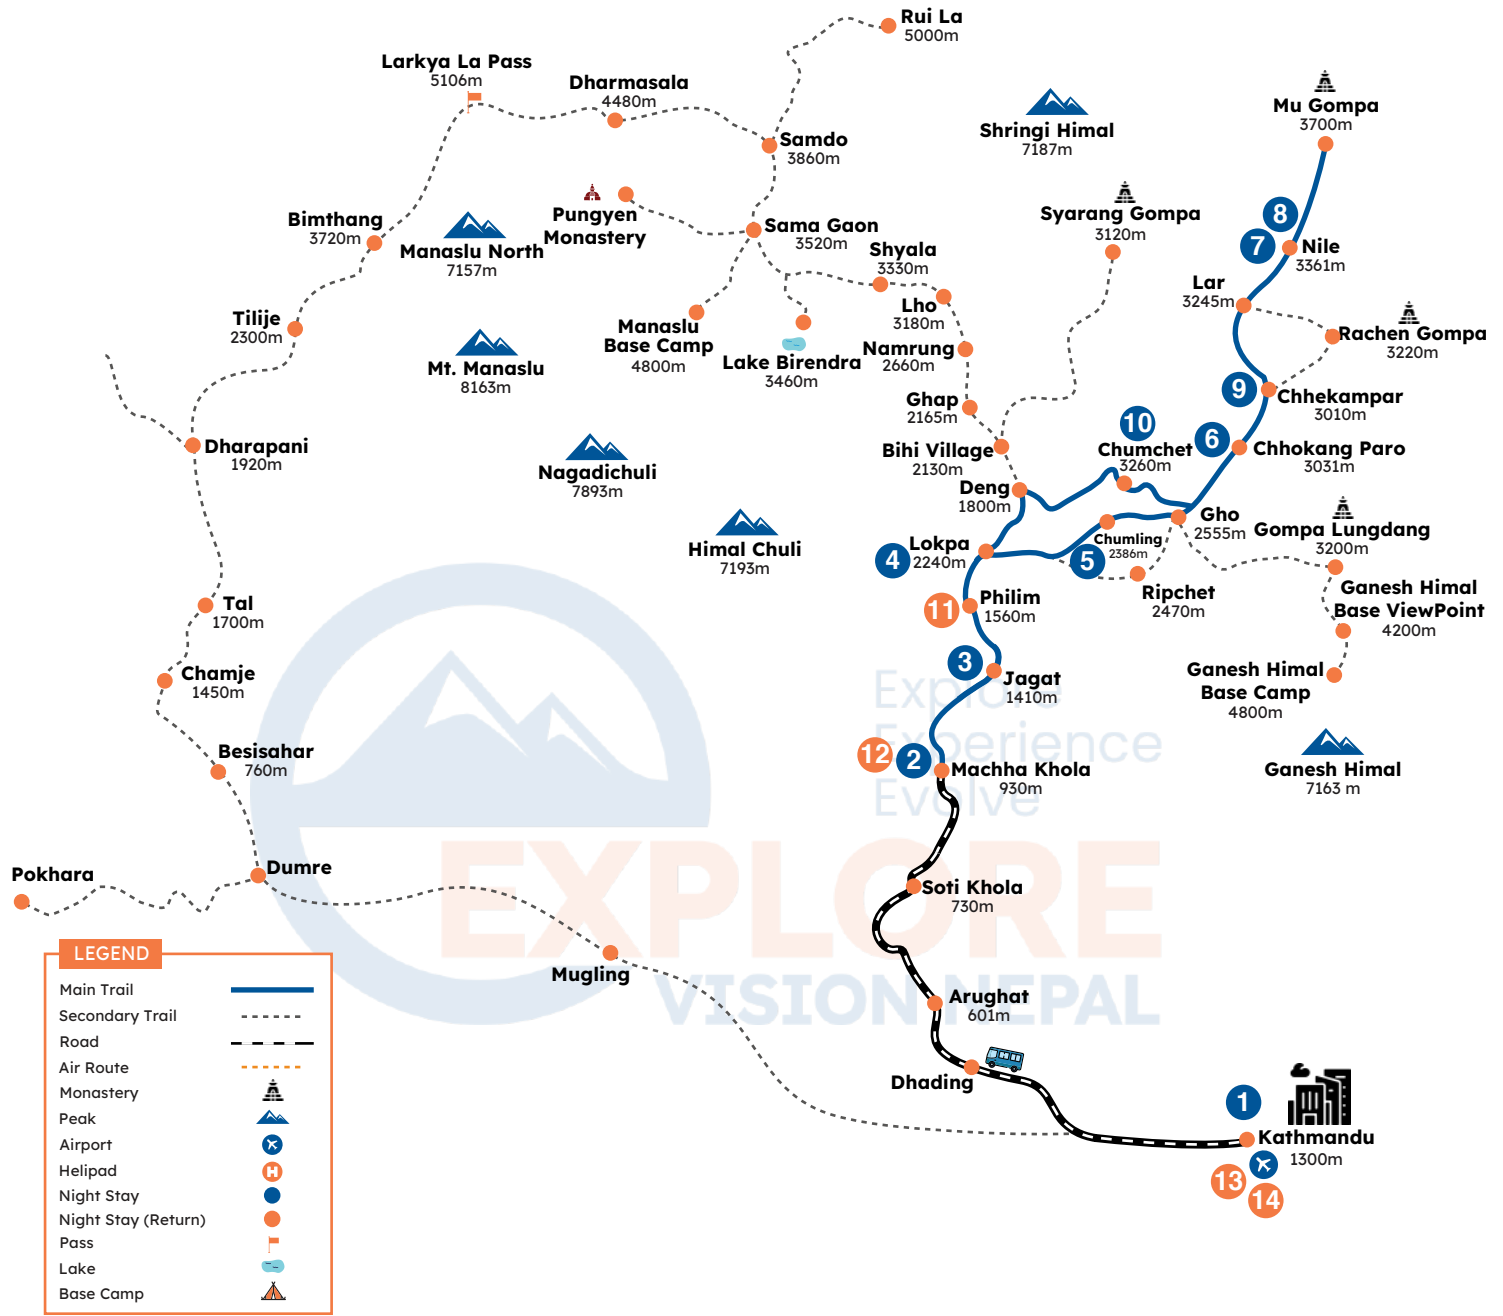 Rui La
5000m
Larkya La Pass
5106m
Dharmasala
4480m
Samdo
3860m
Shringi Himal
7187m
Mu Gompa
3700m
Pungyen
Monastery
Bimthang
3720m
Manaslu North
7157m
Sama Gaon
3520m
Syarang Gompa
3120m
8
7
Nile
3361m
Shyala
3330m
Lar
3245m
Lho
3180m
Tilije
2300m
Manaslu
Base Camp
4800m
Lake Birendra
3460m
Namrung
2660m
Rachen Gompa
3220m
Mt. Manaslu
8163m
9
Chhekampar
3010m
Ghap
2165m
10
Chumchet
3260m
6
Chhokang Paro
3031m
Dharapani
1920m
Bihi Village
2130m
Nagadichuli
7893m
Deng
1800m
Gho
2555m
Gompa Lungdang
3200m
Himal Chuli
7193m
4
Lokpa
2240m
Chumling
2386m
5
Ripchet
2470m
Ganesh Himal
Base ViewPoint
4200m
Tal
1700m
11
Philim
1560m
3
Jagat
1410m
Ganesh Himal
Base Camp
4800m
Chamje
1450m
Explore
Experience
Evolve
Besisahar
760m
12
2
Machha Khola
930m
Ganesh Himal
7163 m
EXPLORE
VISION NEPAL
Pokhara
Dumre
Soti Khola
730m
Mugling
Arughat
601m
Dhading
1
Kathmandu
1300m
13
14
LEGEND
Main Trail
Secondary Trail
Road
Air Route
Monastery
Peak
Airport
Helipad
H
Night Stay
Night Stay (Return)
Pass
Lake
Base Camp